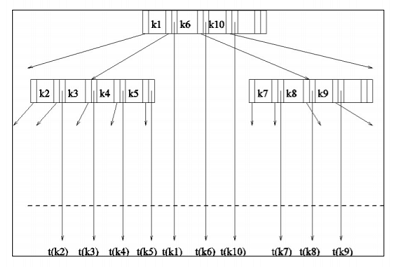 k1 k6 k10
k2 k3 k4 k5 k7 k8 k9
t(k2) t(k3) t(k4) t(k5) t(k1) t(k6) t(k10) t(k7) t(k8) t(k9)